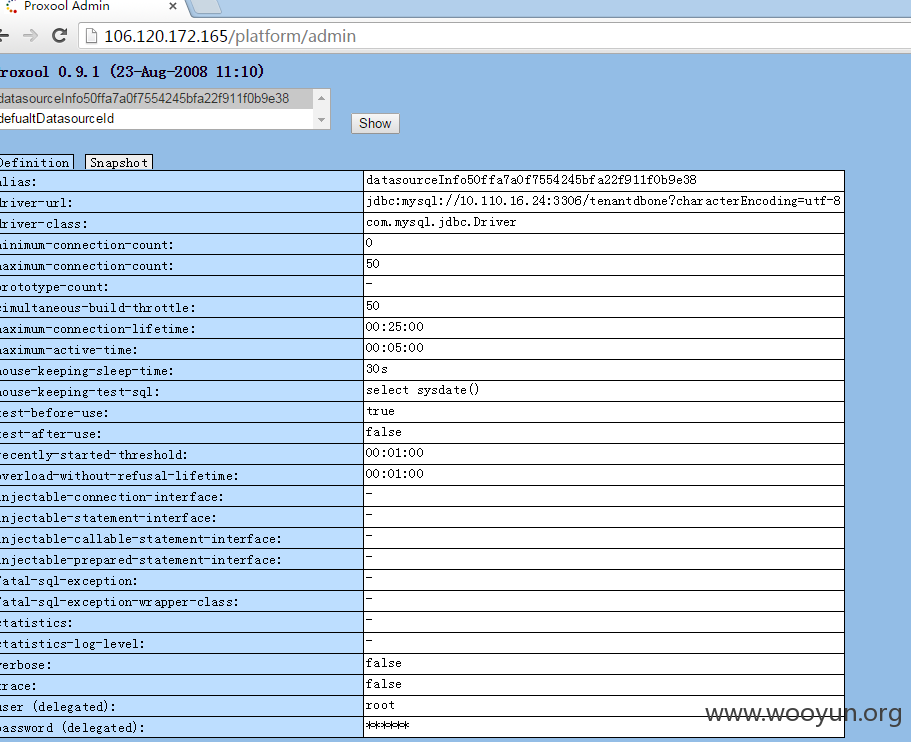 Proxool Admin
106.120.172.165/platform/admin
roxool 0.9.1 (23-Aug-2008 11:10)
datasourceInfo50ffa7a0f7554245bfa22f911f0b9e38
defualtDatasourceId
Show
Definition Snapshot
alias: datasourceInfo50ffa7a0f7554245bfa22f911f0b9e38
driver-url: jdbc:mysql://10.110.16.24:3306/tenantdbone?characterEncoding=utf-8
driver-class: com.mysql.jdbc.Driver
minimum-connection-count: 0
maximum-connection-count: 50
prototype-count: -
simultaneous-build-throttle: 50
maximum-connection-lifetime: 00:25:00
maximum-active-time: 00:05:00
house-keeping-sleep-time: 30s
house-keeping-test-sql: select sysdate()
test-before-use: true
test-after-use: false
recently-started-threshold: 00:01:00
overload-without-refusal-lifetime: 00:01:00
injectable-connection-interface: -
injectable-statement-interface: -
injectable-callable-statement-interface: -
injectable-prepared-statement-interface: -
fatal-sql-exception: -
fatal-sql-exception-wrapper-class: -
statistics: -
statistics-log-level: -
verbose: false
trace: false
user (delegated): root
password (delegated): ******
www.wooyun.org